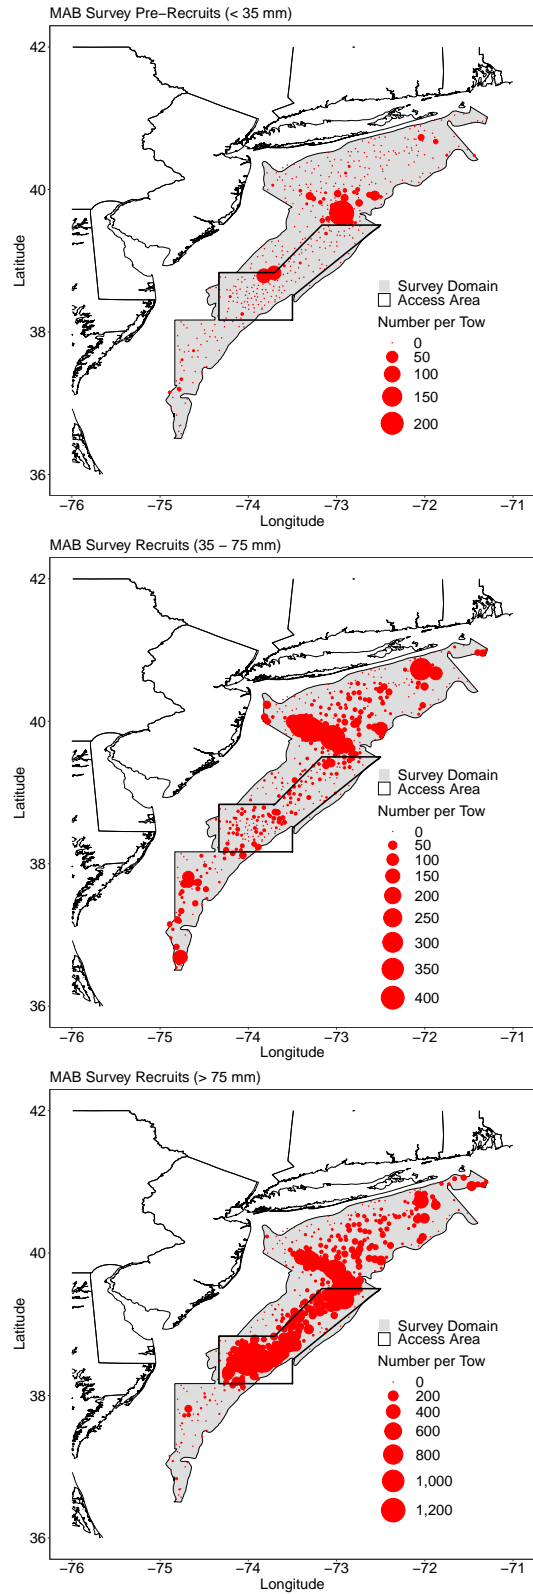 MAB Survey Pre−Recruits (< 35 mm)
42
40
38
36
Latitude
Survey Domain
Access Area
Number per Tow
0
50
100
150
200
−76 −75 −74 −73 −72 −71
Longitude
MAB Survey Recruits (35 − 75 mm)
42
40
38
36
Latitude
Survey Domain
Access Area
Number per Tow
0
50
100
150
200
250
300
350
400
−76 −75 −74 −73 −72 −71
Longitude
MAB Survey Recruits (> 75 mm)
42
40
38
36
Latitude
Survey Domain
Access Area
Number per Tow
0
200
400
600
800
1,000
1,200
−76 −75 −74 −73 −72 −71
Longitude